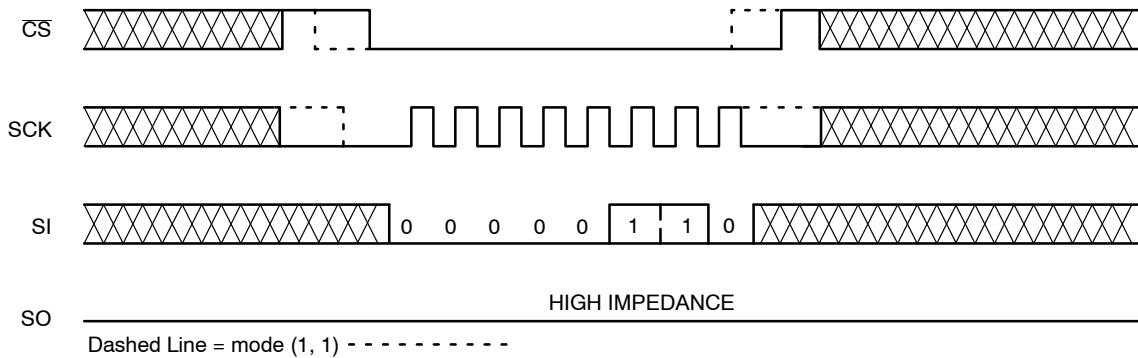 CS
SCK
SI 0 0 0 0 0 1 1 0
HIGH IMPEDANCE
SO
Dashed Line = mode (1, 1)